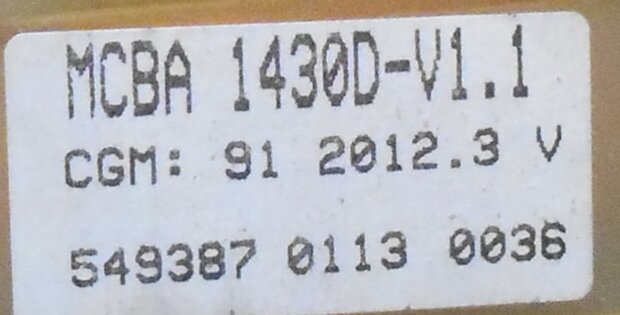 MCBA 1430D-V1.1
CGM: 91 2012.3 V
549387 0113 0036